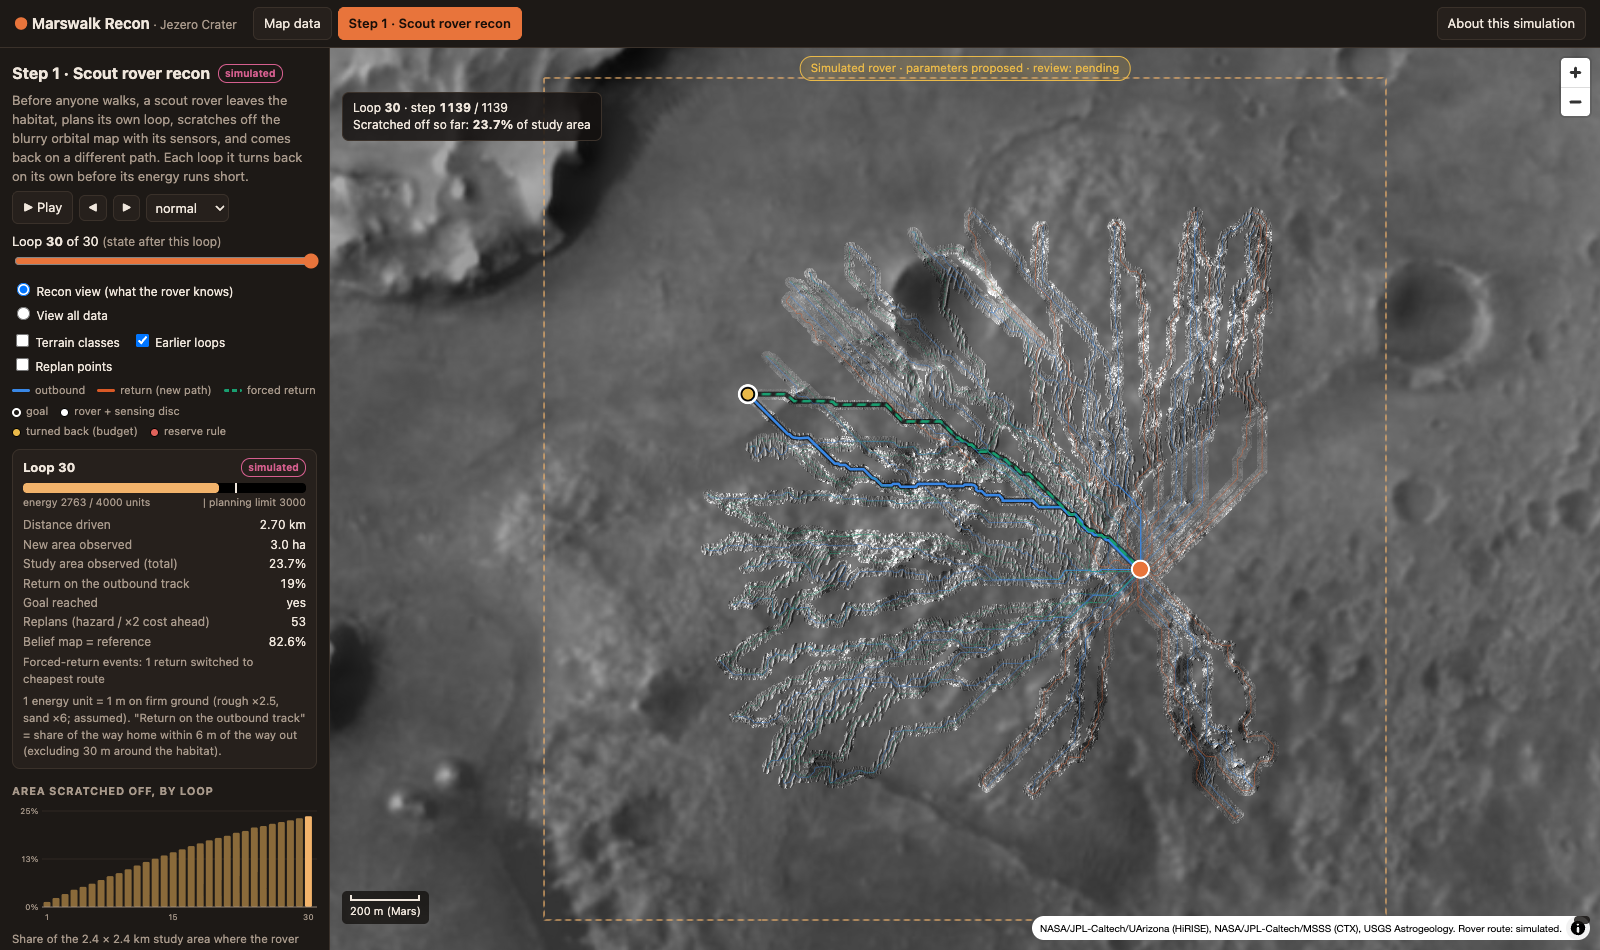 Marswalk Recon · Jezero Crater
Map data
Step 1 · Scout rover recon
About this simulation
Step 1 · Scout rover recon
simulated
Before anyone walks, a scout rover leaves the
habitat, plans its own loop, scratches off the
blurry orbital map with its sensors, and comes
back on a different path. Each loop it turns back
on its own before its energy runs short.
Play
normal
Loop 30 of 30 (state after this loop)
Recon view (what the rover knows)
View all data
Terrain classes
Earlier loops
Replan points
outbound
return (new path)
forced return
goal
rover + sensing disc
turned back (budget)
reserve rule
Loop 30
simulated
energy 2763 / 4000 units
| planning limit 3000
Distance driven 2.70 km
New area observed 3.0 ha
Study area observed (total) 23.7%
Return on the outbound track 19%
Goal reached yes
Replans (hazard / ×2 cost ahead) 53
Belief map = reference 82.6%
Forced-return events: 1 return switched to
cheapest route
1 energy unit = 1 m on firm ground (rough ×2.5,
sand ×6; assumed). "Return on the outbound track"
= share of the way home within 6 m of the way out
(excluding 30 m around the habitat).
AREA SCRATCHED OFF, BY LOOP
25%
13%
0%
1 15 30
Share of the 2.4 × 2.4 km study area where the rover
Simulated rover · parameters proposed · review: pending
Loop 30 · step 1139 / 1139
Scratched off so far: 23.7% of study area
+
−
200 m (Mars)
NASA/JPL-Caltech/UArizona (HiRISE), NASA/JPL-Caltech/MSSS (CTX), USGS Astrogeology. Rover route: simulated.